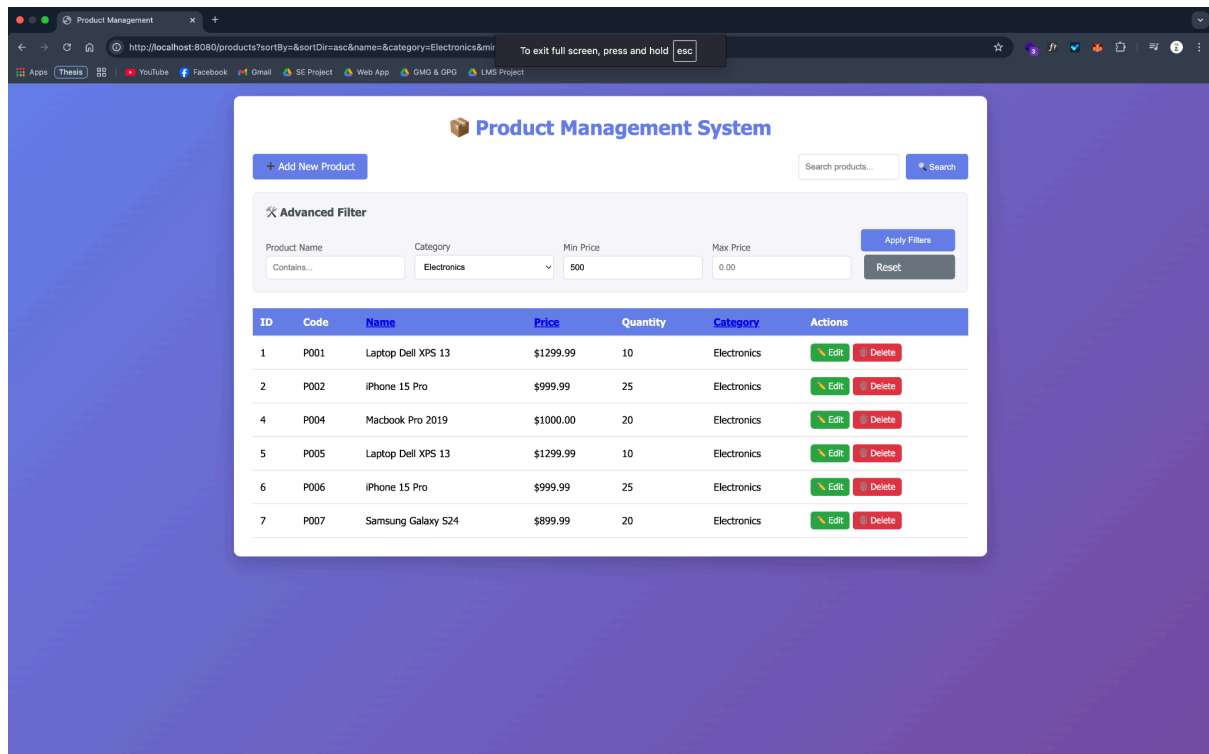 Product Management
http://localhost:8080/products?sortBy=&sortDir=asc&name=&category=Electronics&min
To exit full screen, press and hold esc
Apps Thesis YouTube Facebook Gmail SE Project Web App GMG & GPG LMS Project
Product Management System
Add New Product Search products... Search
Advanced Filter
Product Name Category Min Price Max Price Apply Filters
Contains... Electronics 500 0.00 Reset
ID Code Name Price Quantity Category Actions
1 P001 Laptop Dell XPS 13 $1299.99 10 Electronics Edit Delete
2 P002 iPhone 15 Pro $999.99 25 Electronics Edit Delete
4 P004 Macbook Pro 2019 $1000.00 20 Electronics Edit Delete
5 P005 Laptop Dell XPS 13 $1299.99 10 Electronics Edit Delete
6 P006 iPhone 15 Pro $999.99 25 Electronics Edit Delete
7 P007 Samsung Galaxy S24 $899.99 20 Electronics Edit Delete